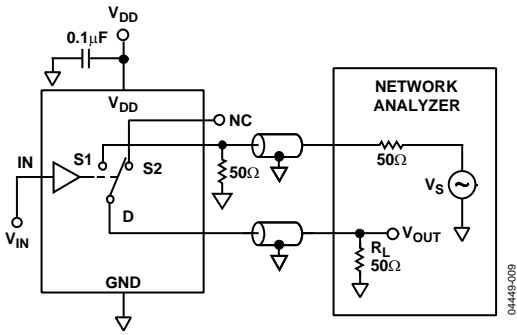 VDD
0.1μF
VDD
NC
NETWORK
ANALYZER
IN
S1
S2
50Ω
50Ω
VS
VIN
D
VOUT
RL
50Ω
GND
04449-009